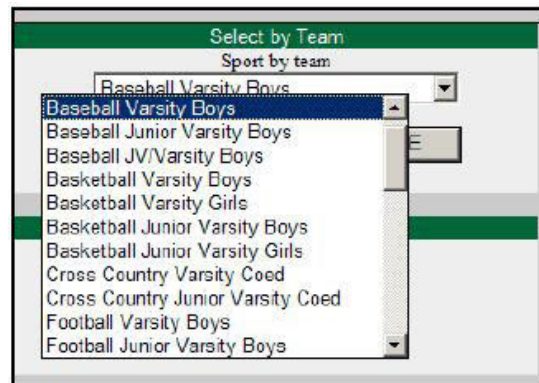 Select by Team
Sport by team
Baseball Varsity Boys
Baseball Varsity Boys
Baseball Junior Varsity Boys
Baseball JV/Varsity Boys
Basketball Varsity Boys
Basketball Varsity Girls
Basketball Junior Varsity Boys
Basketball Junior Varsity Girls
Cross Country Varsity Coed
Cross Country Junior Varsity Coed
Football Varsity Boys
Football Junior Varsity Boys